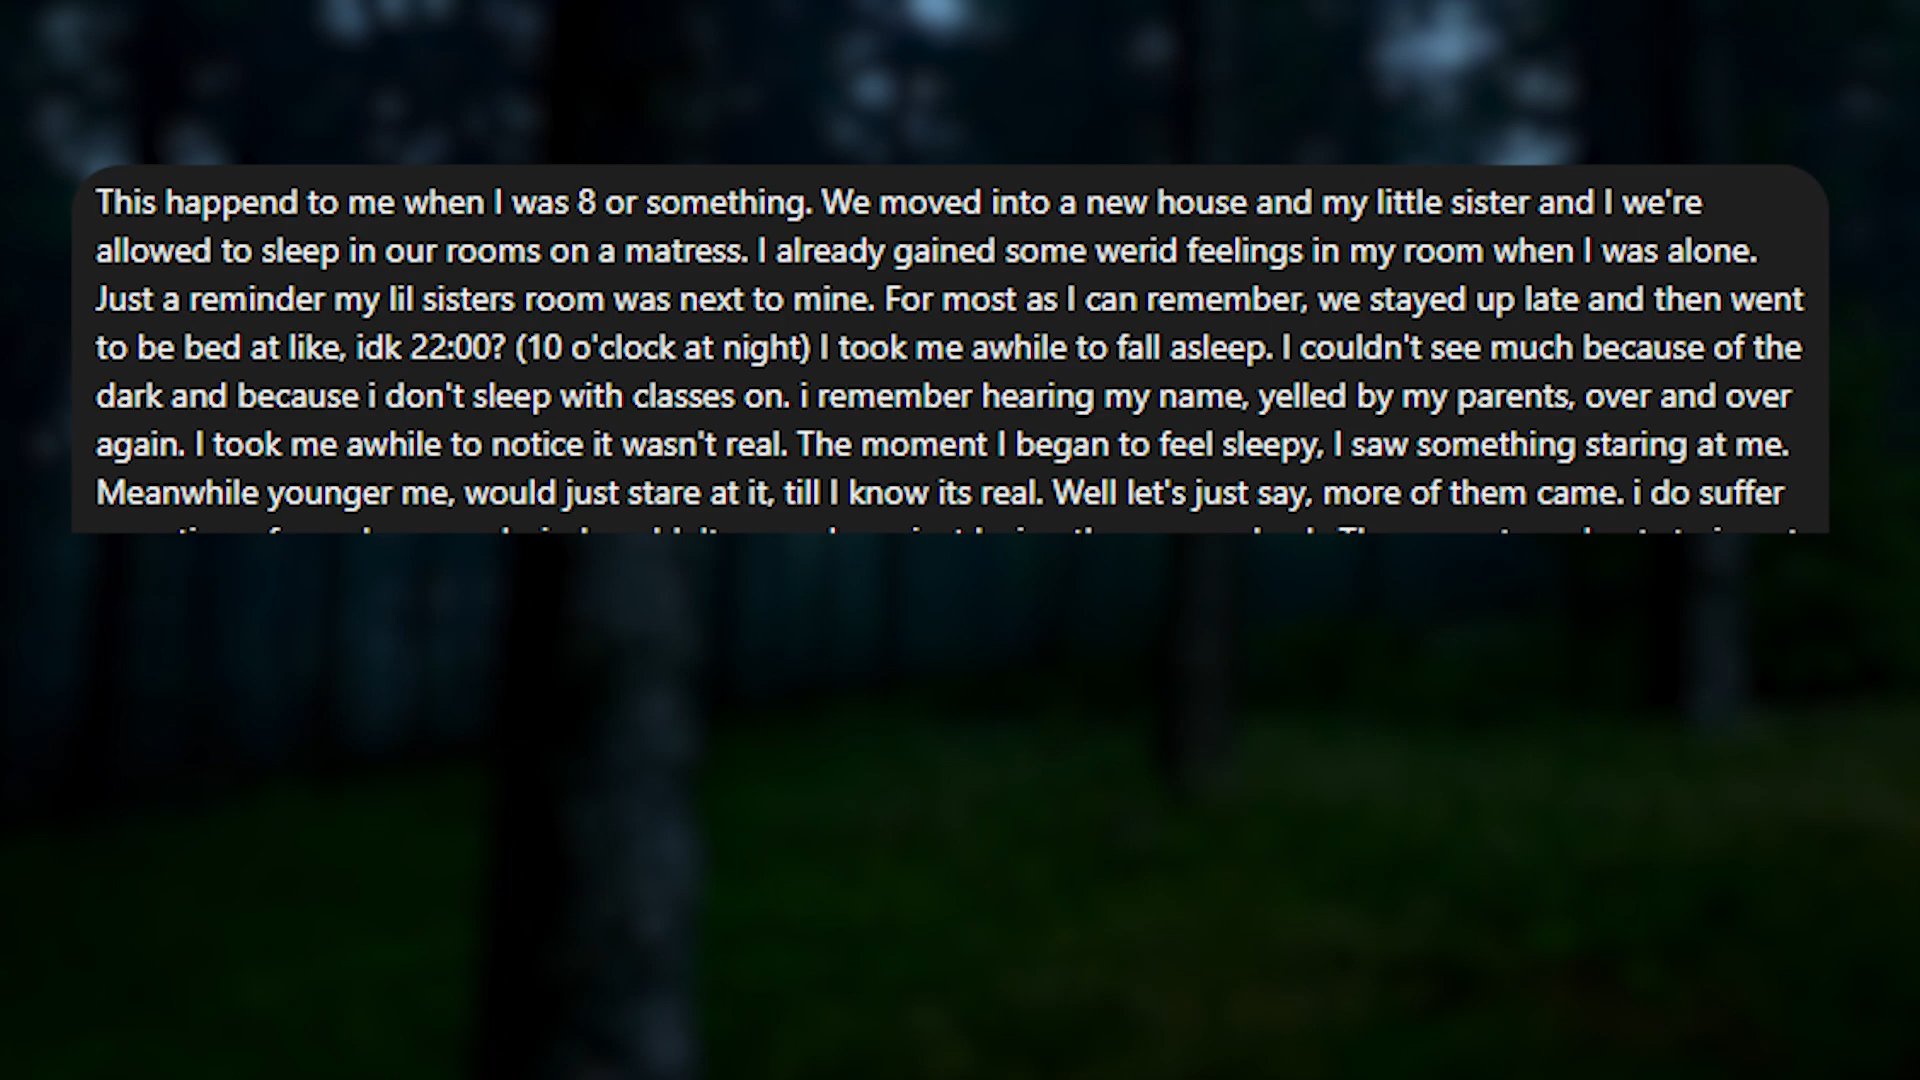 This happend to me when I was 8 or something. We moved into a new house and my little sister and I we're
allowed to sleep in our rooms on a matress. I already gained some werid feelings in my room when I was alone.
Just a reminder my lil sisters room was next to mine. For most as I can remember, we stayed up late and then went
to be bed at like, idk 22:00? (10 o'clock at night) I took me awhile to fall asleep. I couldn't see much because of the
dark and because i don't sleep with classes on. i remember hearing my name, yelled by my parents, over and over
again. I took me awhile to notice it wasn't real. The moment I began to feel sleepy, I saw something staring at me.
Meanwhile younger me, would just stare at it, till I know its real. Well let's just say, more of them came. i do suffer